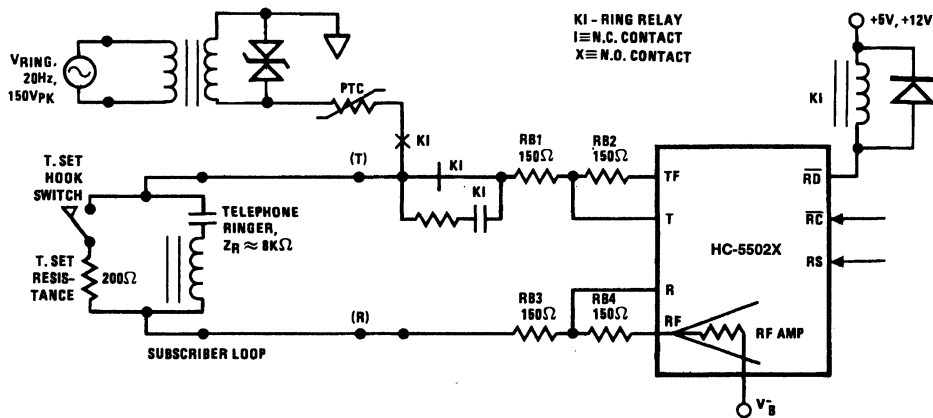 KI - RING RELAY
I≡N.C. CONTACT
X≡N.O. CONTACT
+5V, +12V
VRING,
20Hz,
150VPK
PTC
KI
KI
T. SET
HOOK
SWITCH
(T)
KI
RB1
150Ω
RB2
150Ω
TF
RD
KI
TELEPHONE
RINGER,
ZR ≈ 8KΩ
T
RC
HC-5502X
RS
T. SET
RESIS-
TANCE
200Ω
R
RB3
150Ω
RB4
150Ω
RF
RF AMP
(R)
SUBSCRIBER LOOP
V-B